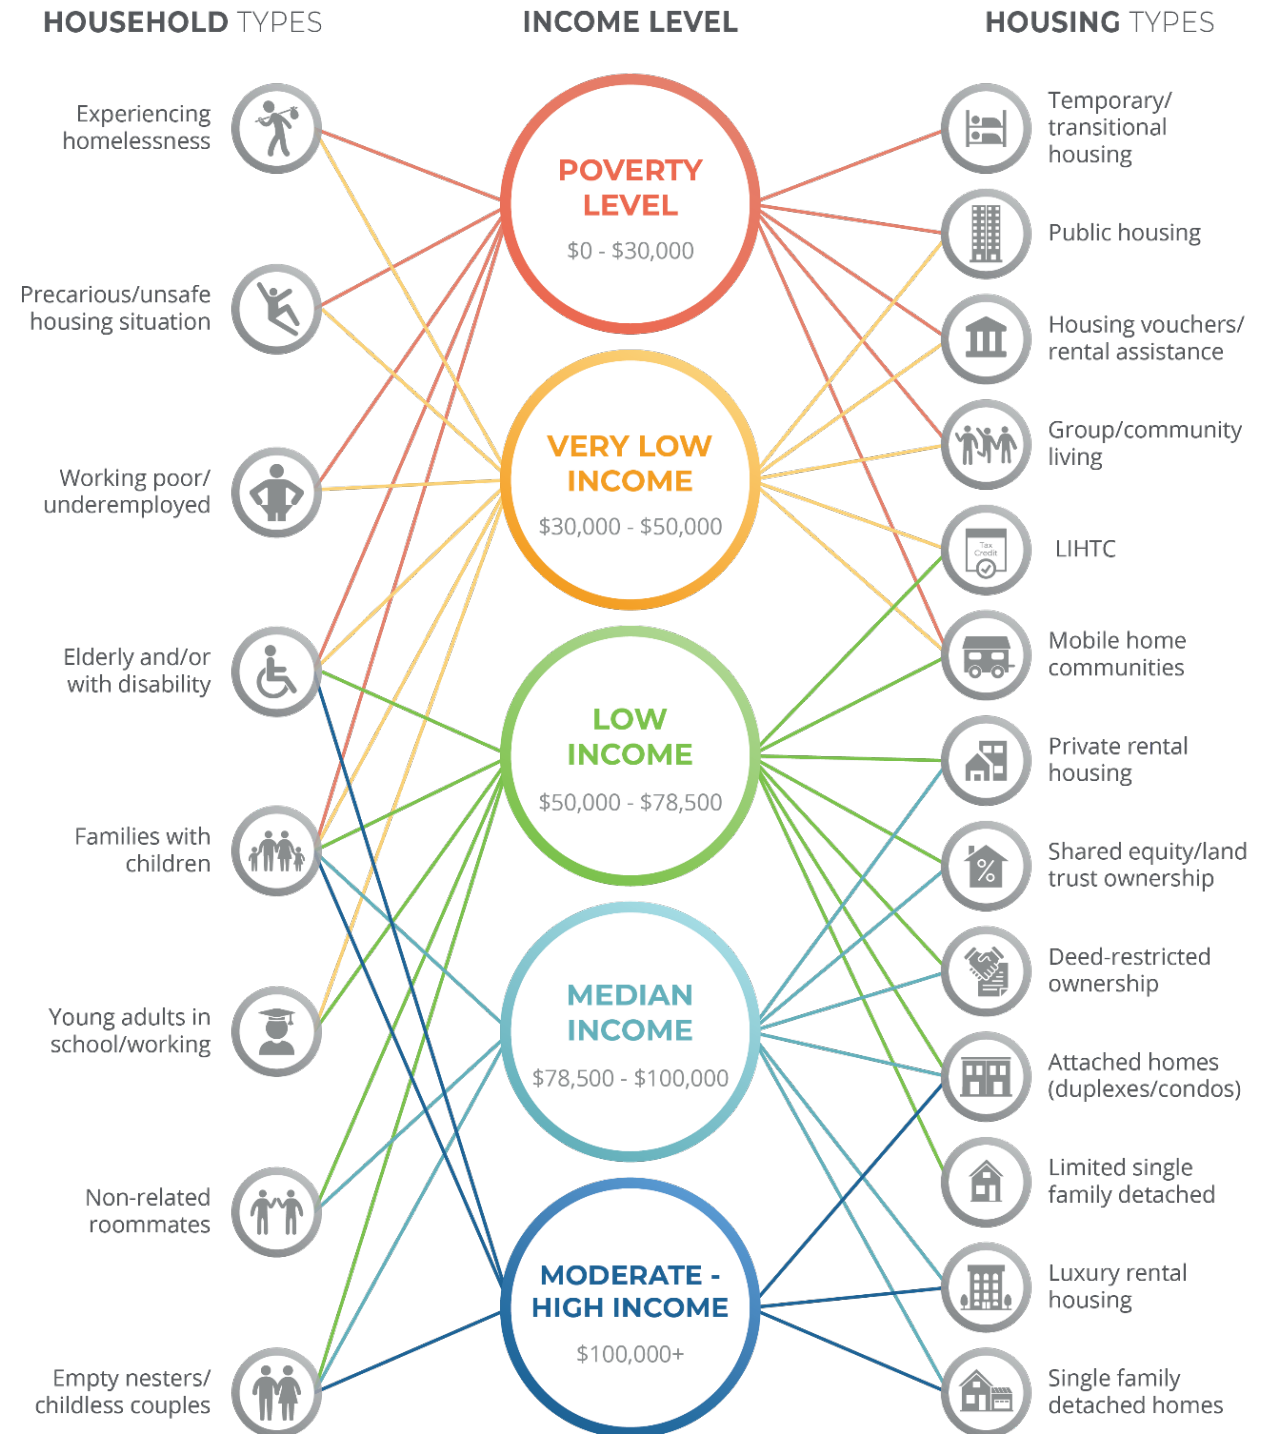 HOUSEHOLD TYPES
INCOME LEVEL
HOUSING TYPES
Experiencing
homelessness
Precarious/unsafe
housing situation
Working poor/
underemployed
Elderly and/or
with disability
Families with
children
Young adults in
school/working
Non-related
roommates
Empty nesters/
childless couples
POVERTY
LEVEL
$0 - $30,000
VERY LOW
INCOME
$30,000 - $50,000
LOW
INCOME
$50,000 - $78,500
MEDIAN
INCOME
$78,500 - $100,000
MODERATE -
HIGH INCOME
$100,000+
Temporary/
transitional
housing
Public housing
Housing vouchers/
rental assistance
Group/community
living
Tax
Credit
LIHTC
Mobile home
communities
Private rental
housing
%
Shared equity/land
trust ownership
Deed-restricted
ownership
Attached homes
(duplexes/condos)
Limited single
family detached
Luxury rental
housing
Single family
detached homes